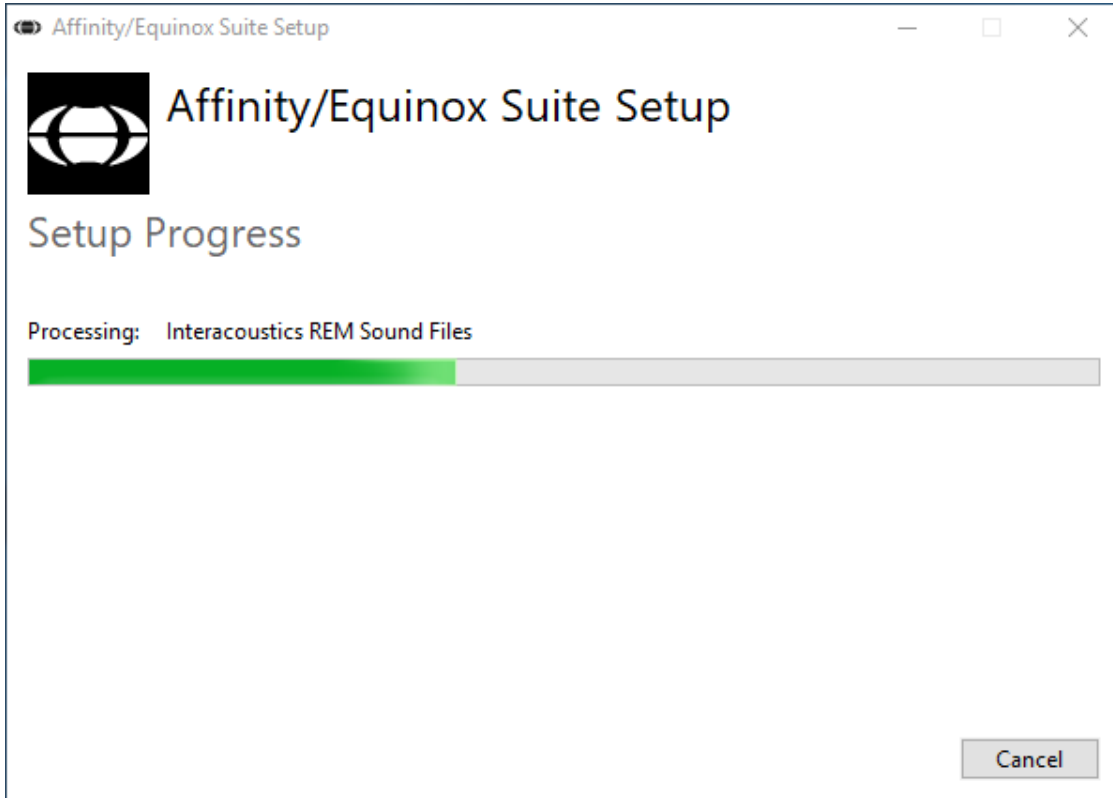 Affinity/Equinox Suite Setup
Affinity/Equinox Suite Setup
Setup Progress
Processing: Interacoustics REM Sound Files
Cancel